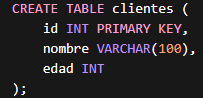 CREATE TABLE clientes (
    id INT PRIMARY KEY,
    nombre VARCHAR(100),
    edad INT
);